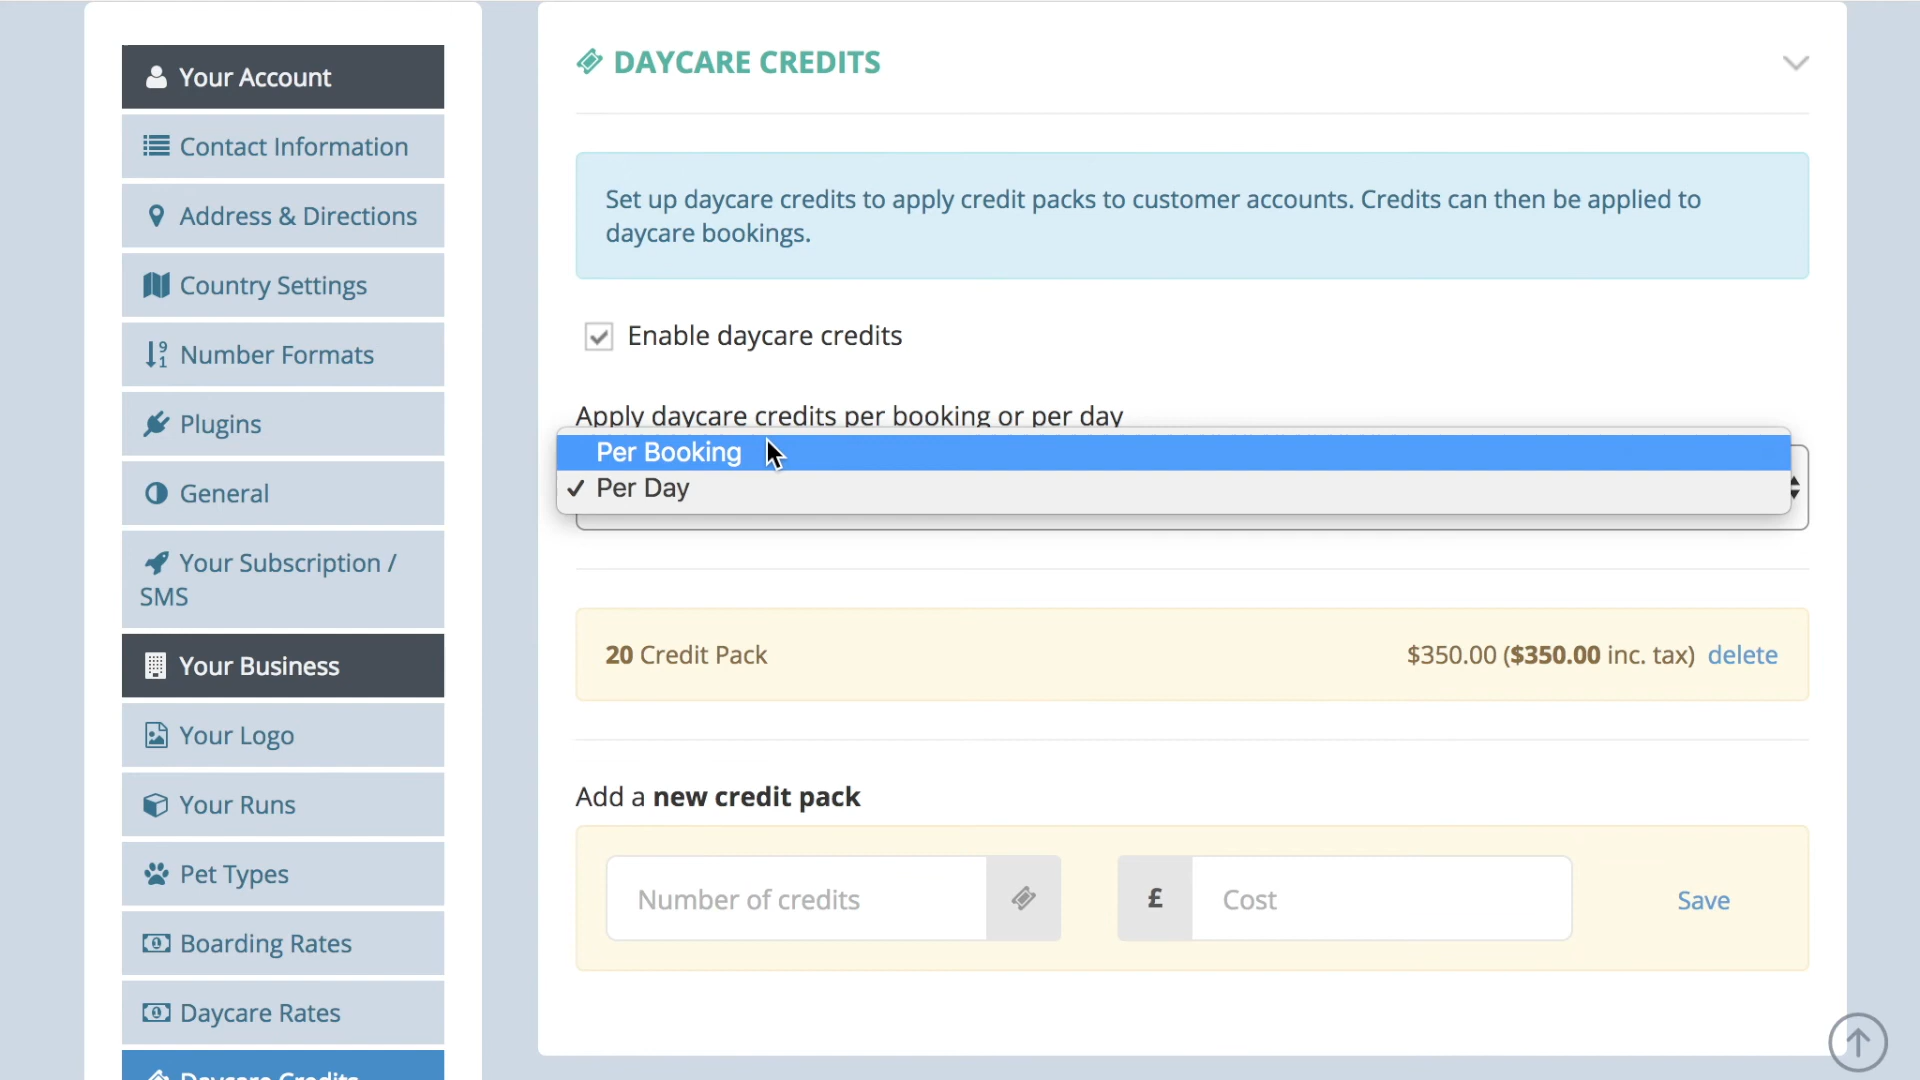 Your Account
Contact Information
Address & Directions
Country Settings
Number Formats
Plugins
General
Your Subscription /
SMS
Your Business
Your Logo
Your Runs
Pet Types
Boarding Rates
Daycare Rates
Daycare Credits
DAYCARE CREDITS
Set up daycare credits to apply credit packs to customer accounts. Credits can then be applied to
daycare bookings.
Enable daycare credits
Apply daycare credits per booking or per day
Per Booking
✓ Per Day
20 Credit Pack $350.00 ($350.00 inc. tax) delete
Add a new credit pack
Number of credits £ Cost Save